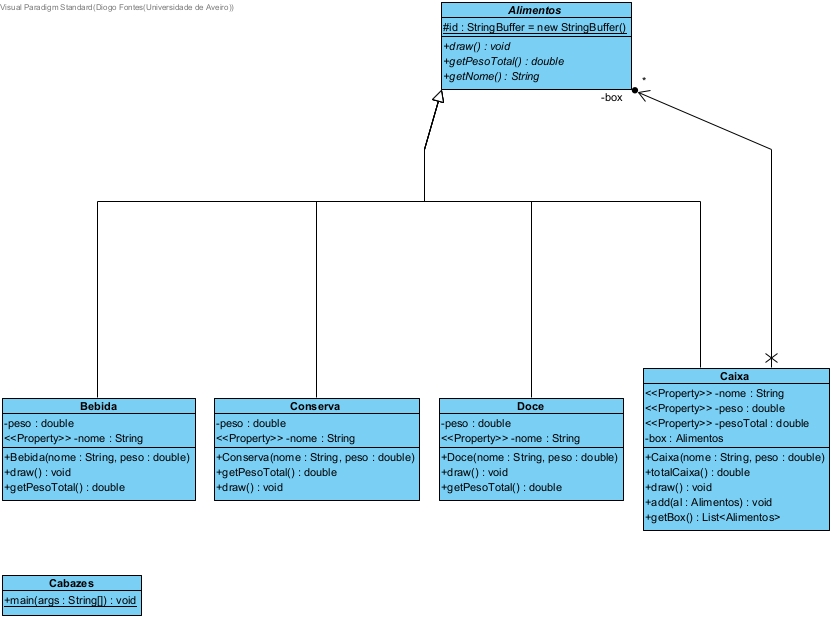 Visual Paradigm Standard(Diogo Fontes(Universidade de Aveiro))
Alimentos
#id : StringBuffer = new StringBuffer()
+draw() : void
+getPesoTotal() : double
+getNome() : String
*
-box
Bebida
-peso : double
<<Property>> -nome : String
+Bebida(nome : String, peso : double)
+draw() : void
+getPesoTotal() : double
Conserva
-peso : double
<<Property>> -nome : String
+Conserva(nome : String, peso : double)
+getPesoTotal() : double
+draw() : void
Doce
-peso : double
<<Property>> -nome : String
+Doce(nome : String, peso : double)
+draw() : void
+getPesoTotal() : double
Caixa
<<Property>> -nome : String
<<Property>> -peso : double
<<Property>> -pesoTotal : double
-box : Alimentos
+Caixa(nome : String, peso : double)
+totalCaixa() : double
+draw() : void
+add(al : Alimentos) : void
+getBox() : List<Alimentos>
Cabazes
+main(args : String[]) : void